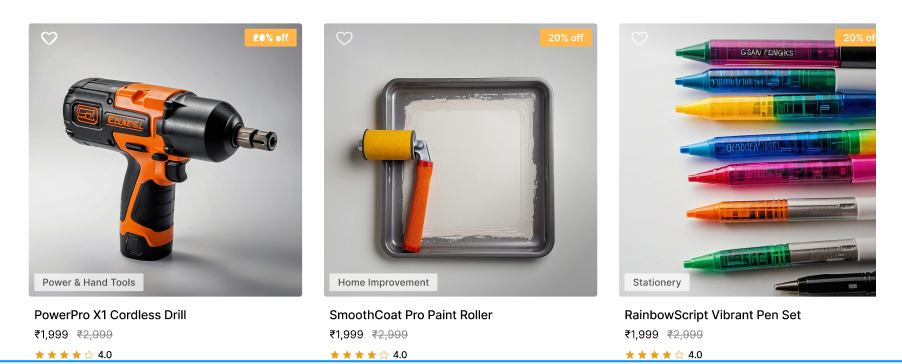 20% off
20% off
Power & Hand Tools
Home Improvement
Stationery
PowerPro X1 Cordless Drill
SmoothCoat Pro Paint Roller
RainbowScript Vibrant Pen Set
₹1,999 ₹2,999
₹1,999 ₹2,999
₹1,999 ₹2,999
4.0
4.0
4.0